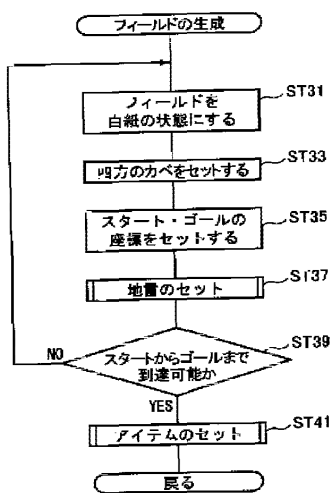 フィールドの生成
フィールドを
白紙の状態にする
ST31
四方のカベをセットする
ST33
スタート・ゴールの
座標をセットする
ST35
地雷のセット
ST37
スタートからゴールまで
到達可能か
ST39
NO
YES
アイテムのセット
ST41
戻る